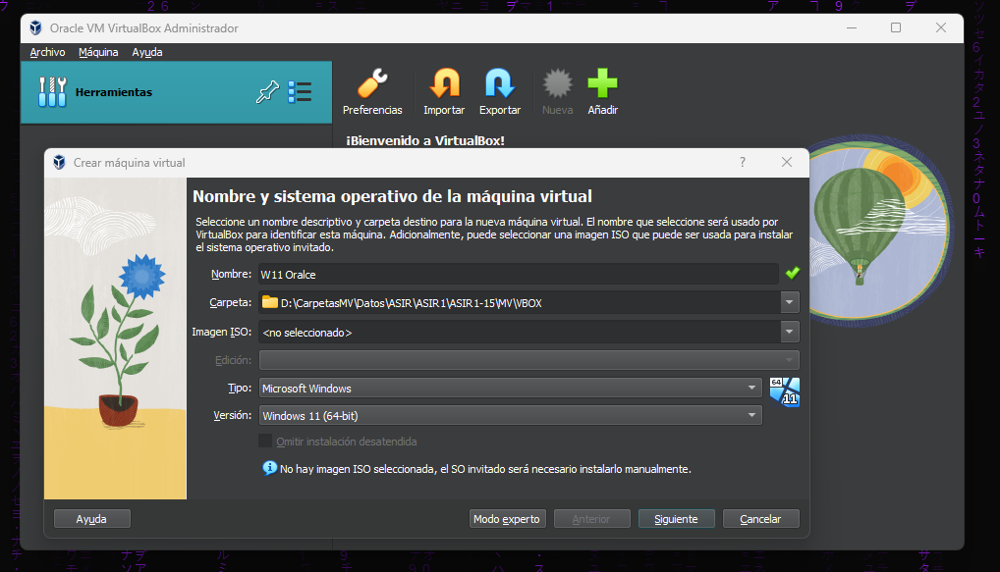 Oracle VM VirtualBox Administrador
Archivo Máquina Ayuda
Herramientas
Preferencias Importar Exportar Nueva Añadir
¡Bienvenido a VirtualBox!
Crear máquina virtual
Nombre y sistema operativo de la máquina virtual
Seleccione un nombre descriptivo y carpeta destino para la nueva máquina virtual. El nombre que seleccione será usado por
VirtualBox para identificar esta máquina. Adicionalmente, puede seleccionar una imagen ISO que puede ser usada para instalar
el sistema operativo invitado.
Nombre: W11 Oralce
Carpeta: D:\CarpetasMV\Datos\ASIR\ASIR1\ASIR1-15\MV\VBOX
Imagen ISO: <no seleccionado>
Edición:
Tipo: Microsoft Windows
64
11
Versión: Windows 11 (64-bit)
Omitir instalación desatendida
No hay imagen ISO seleccionada, el SO invitado será necesario instalarlo manualmente.
Ayuda Modo experto Anterior Siguiente Cancelar